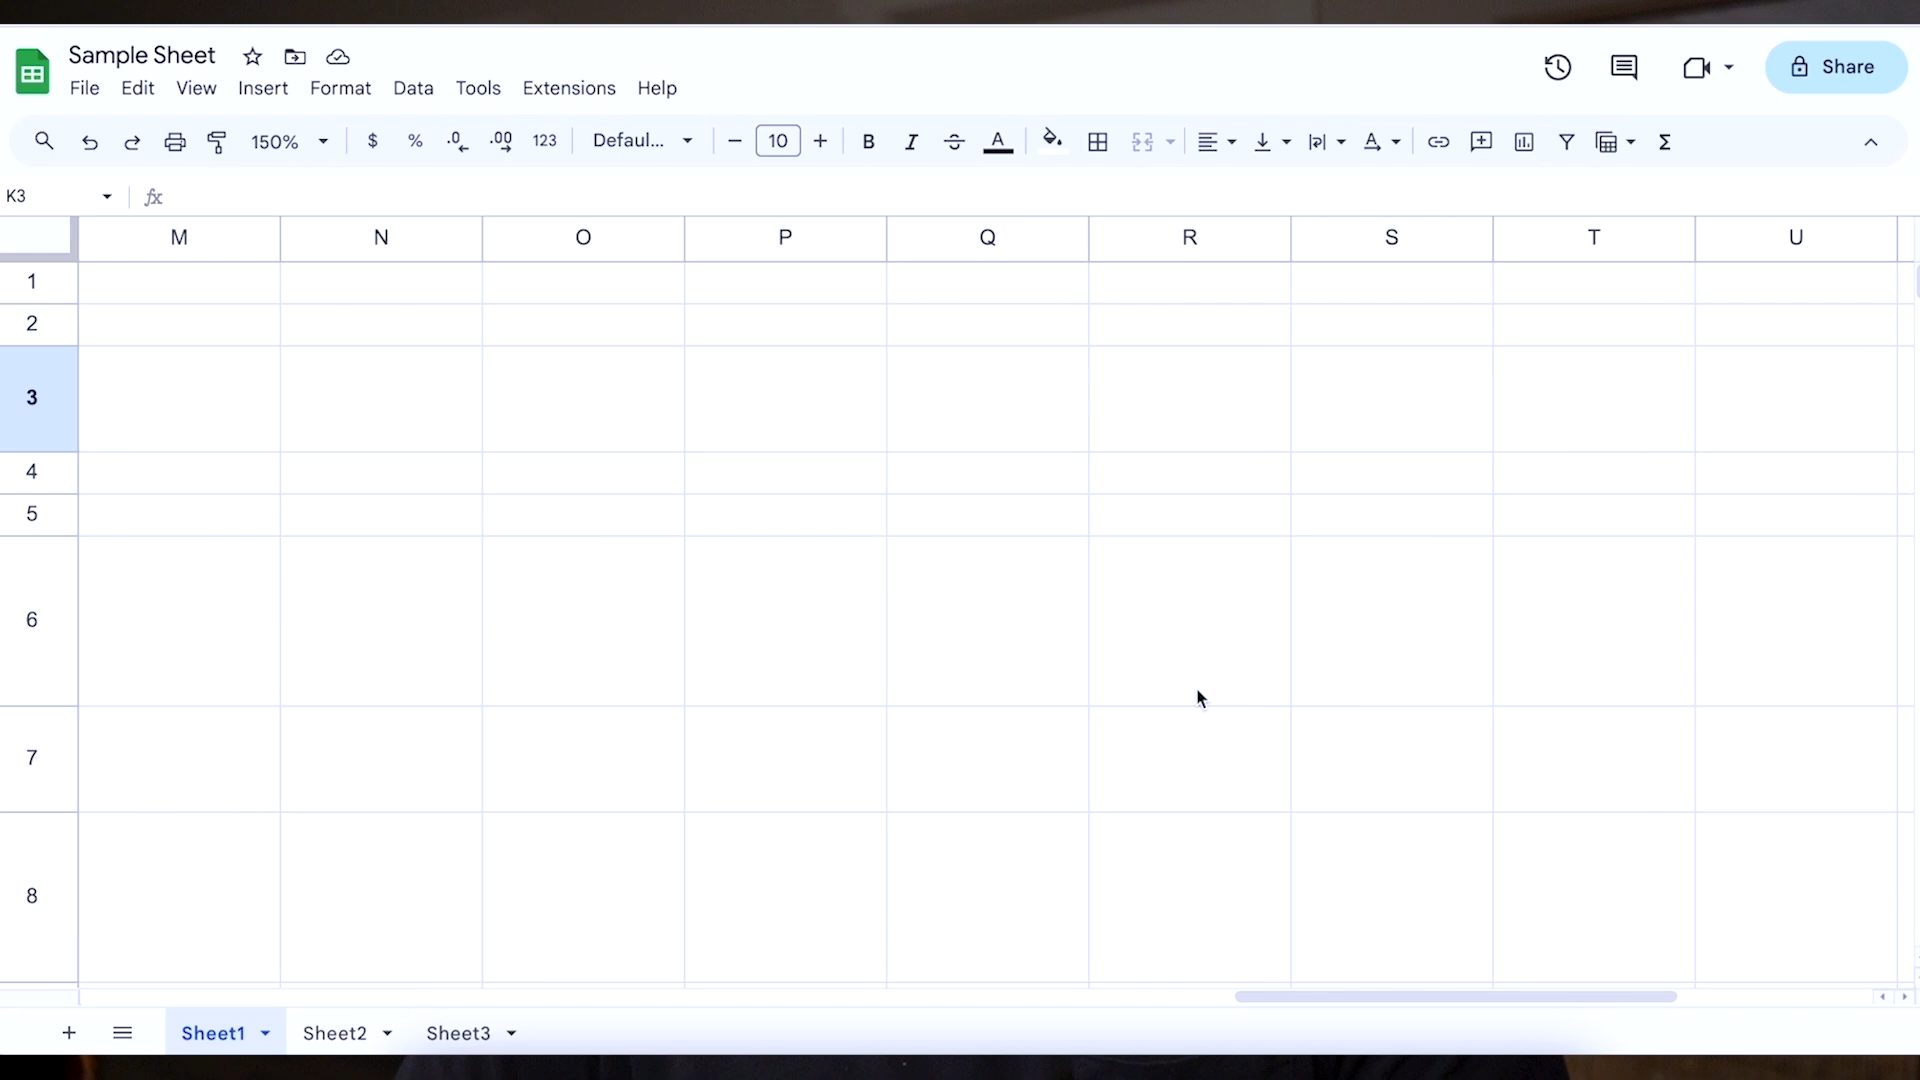 Sample Sheet
File Edit View Insert Format Data Tools Extensions Help
Share
150% $ % .0 .00 123 Defaul... 10 B I A A Σ
K3 fx
M N O P Q R S T U
1
2
3
4
5
6
7
8
Sheet1 Sheet2 Sheet3